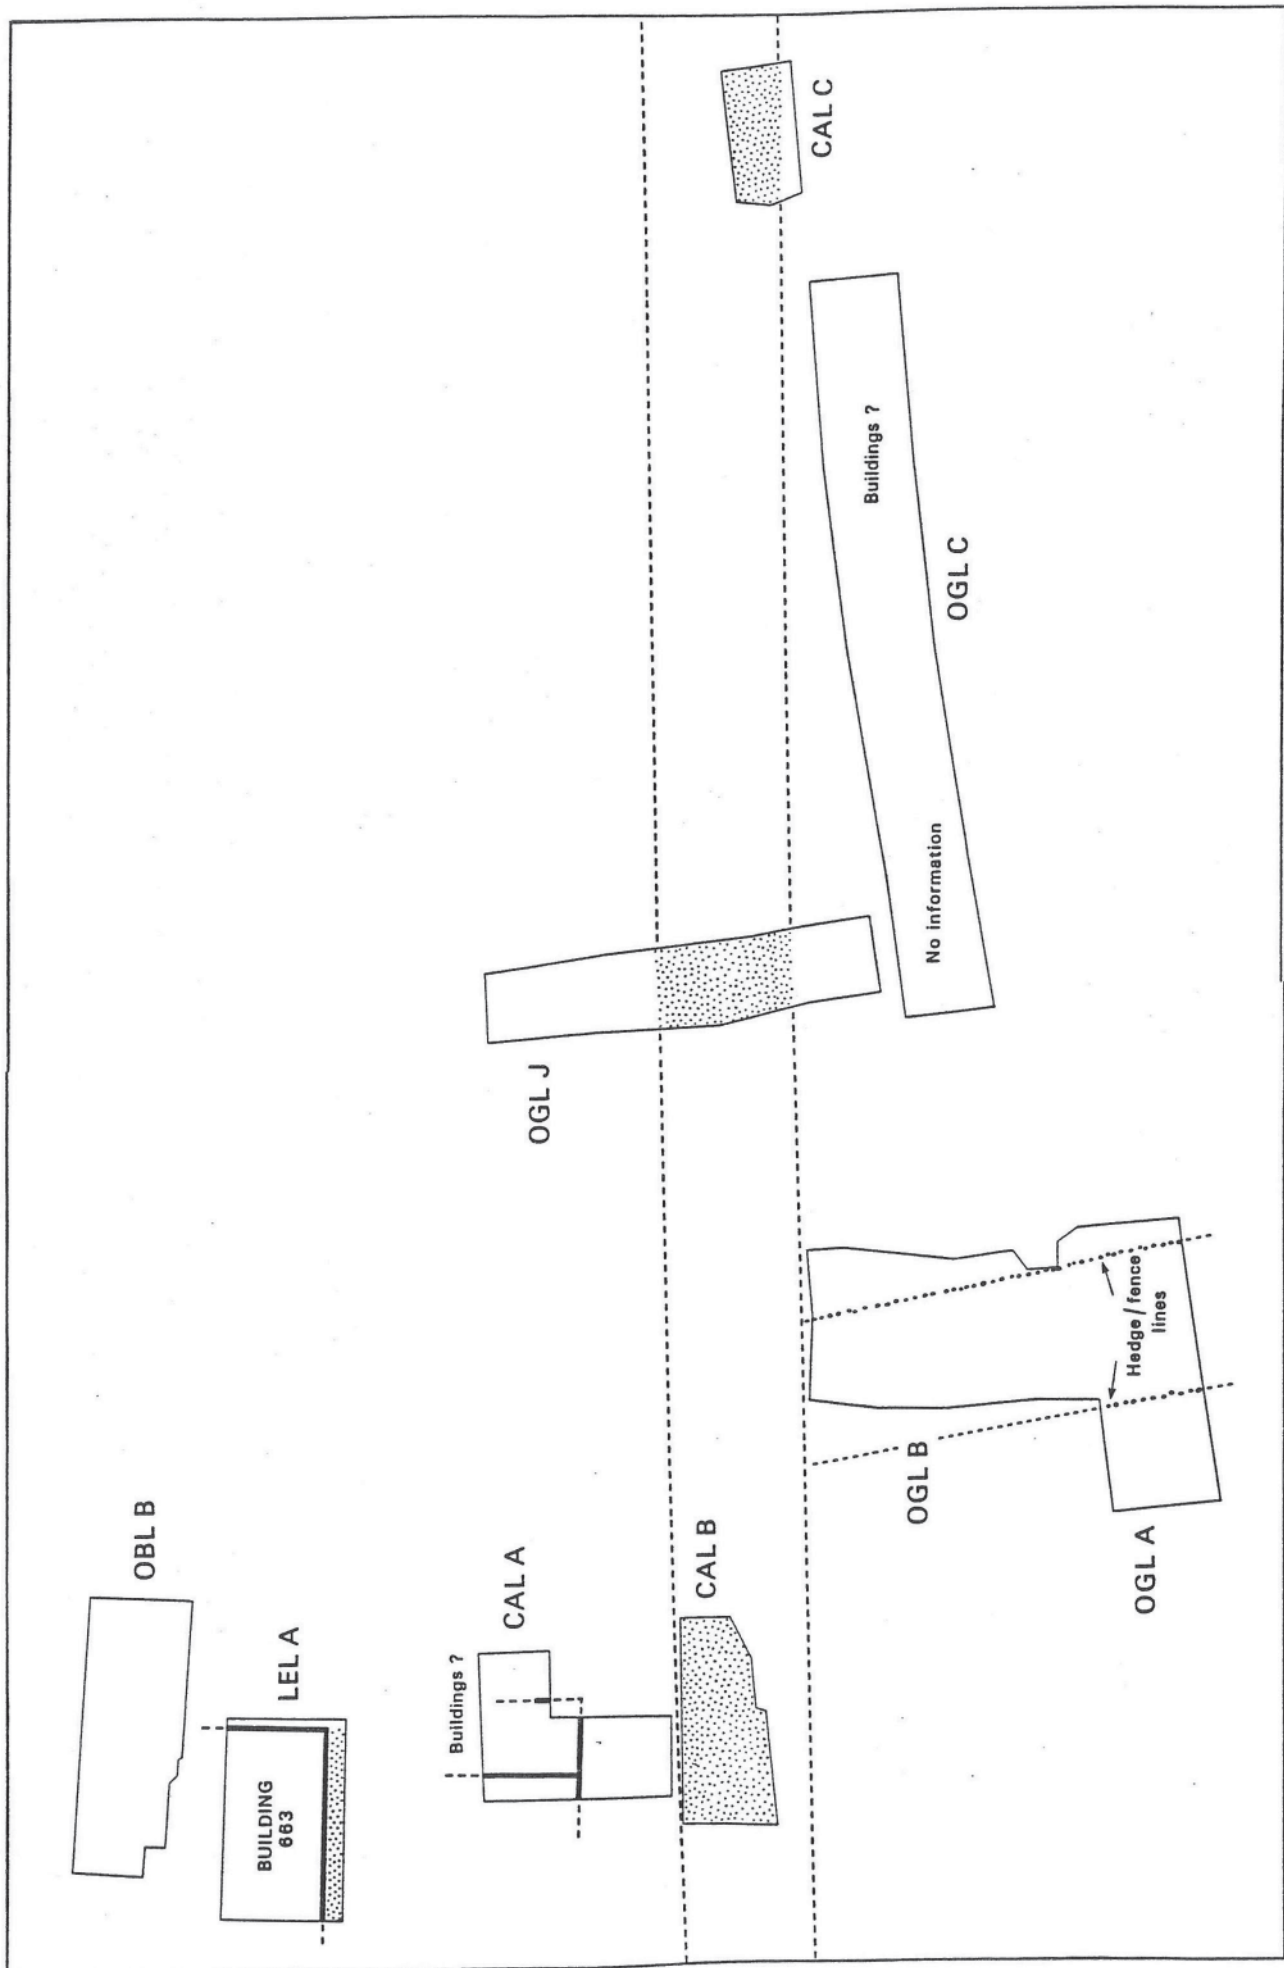 OBL B
LEL A
BUILDING
663
CAL A
Buildings ?
CAL B
OGL J
OGL B
OGL A
Hedge/fence
lines
No information
Buildings ?
OGL C
CAL C